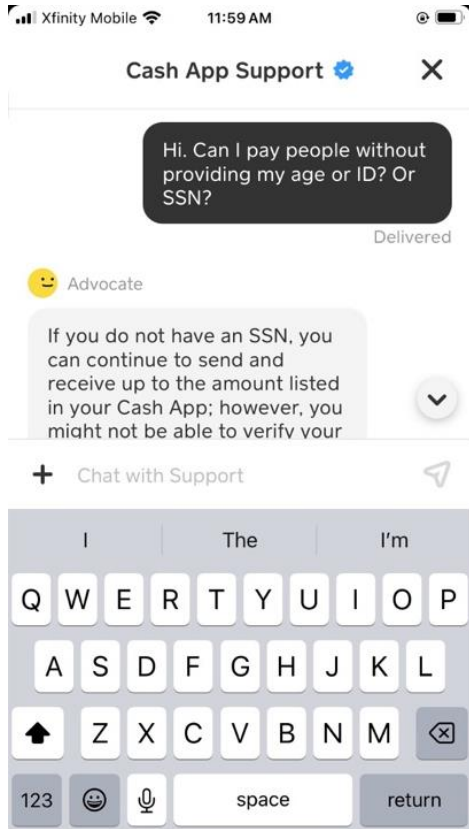 Xfinity Mobile 11:59 AM
Cash App Support
Hi. Can I pay people without
providing my age or ID? Or
SSN?
Delivered
Advocate
If you do not have an SSN, you
can continue to send and
receive up to the amount listed
in your Cash App; however, you
might not be able to verify your
Chat with Support
I The I'm
Q W E R T Y U I O P
A S D F G H J K L
Z X C V B N M
123 space return